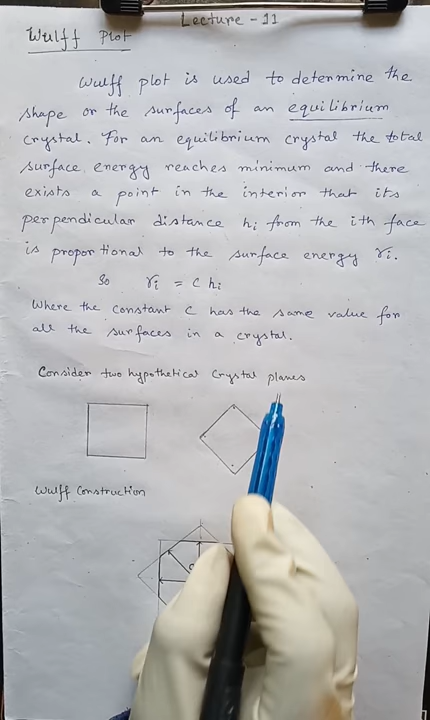 Lecture - 11
Wulff Plot
Wulff plot is used to determine the
shape or the surfaces of an equilibrium
crystal. For an equilibrium crystal the total
surface energy reaches minimum and there
exists a point in the interior that its
perpendicular distance hi from the ith face
is proportional to the surface energy γi.
So γi = c hi
Where the constant C has the same value for
all the surfaces in a crystal.
Consider two hypothetical crystal planes
Wulff Construction